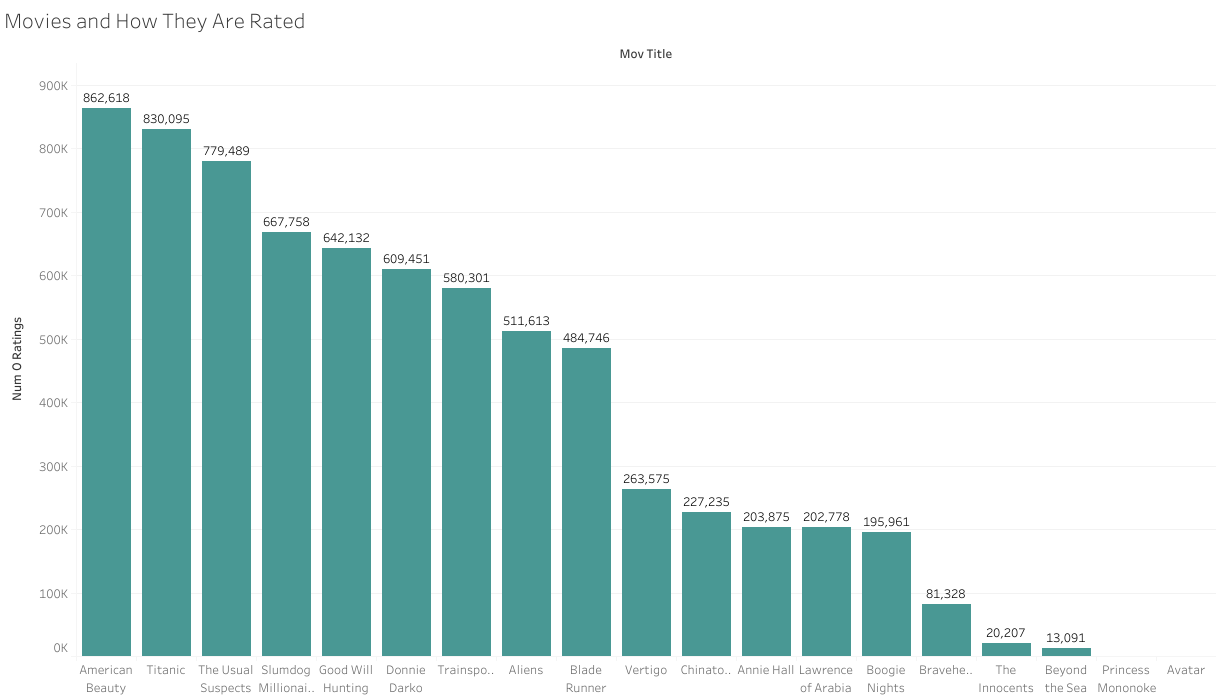 Movies and How They Are Rated
Mov Title
Num O Ratings
900K
800K
700K
600K
500K
400K
300K
200K
100K
0K
862,618
830,095
779,489
667,758
642,132
609,451
580,301
511,613
484,746
263,575
227,235
203,875
202,778
195,961
81,328
20,207
13,091
American
Beauty
Titanic
The Usual
Suspects
Slumdog
Millionai..
Good Will
Hunting
Donnie
Darko
Trainspo..
Aliens
Blade
Runner
Vertigo
Chinato..
Annie Hall
Lawrence
of Arabia
Boogie
Nights
Bravehe..
The
Innocents
Beyond
the Sea
Princess
Mononoke
Avatar